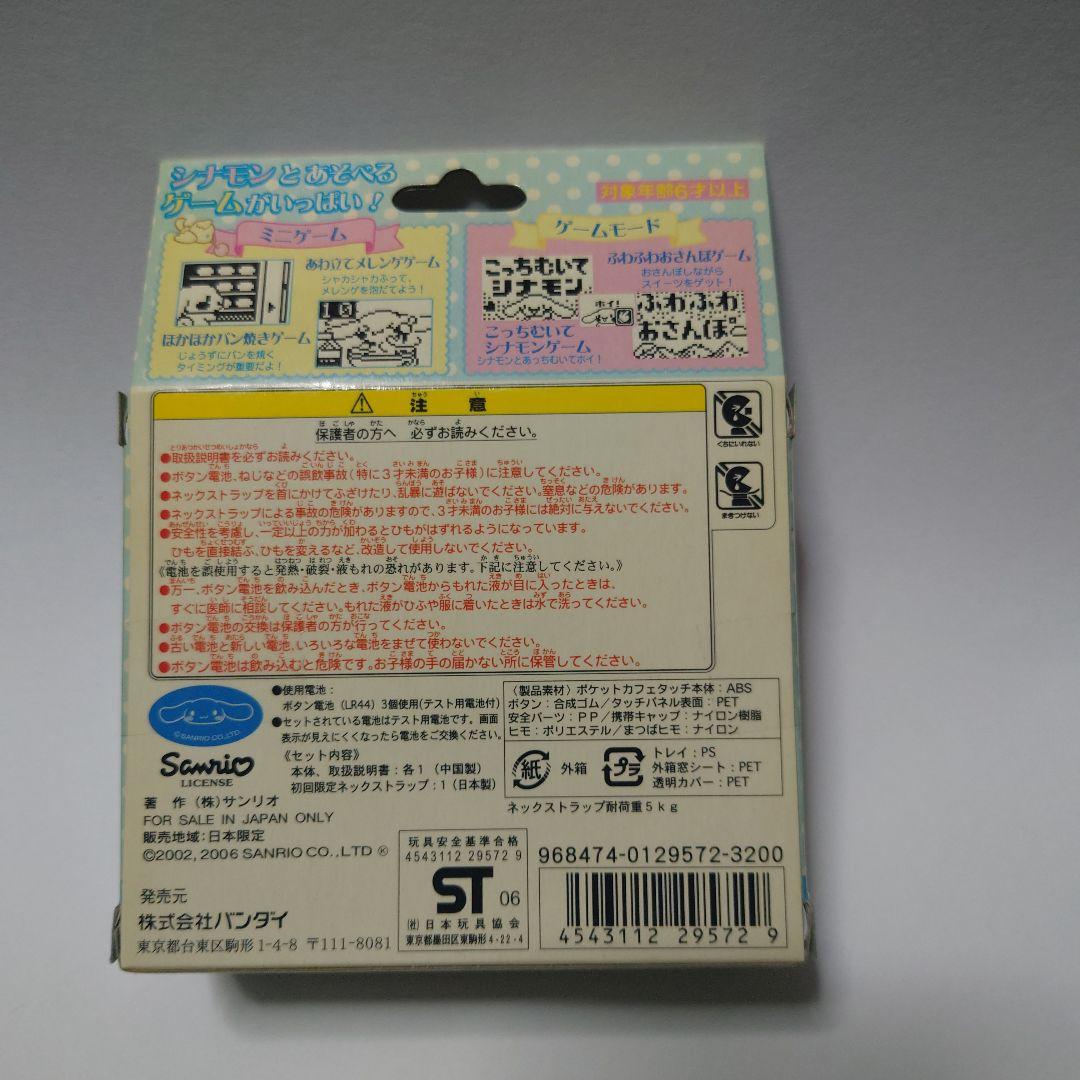 シナモンとあそべる
ゲームがいっぱい!
対象年齢6才以上
ミニゲーム
あわ立てメレンゲゲーム
シャカシャカふって、
メレンゲを泡だてよう!
10
ほかほかパン焼きゲーム
じょうずにパンを焼く
タイミングが重要だよ!
ゲームモード
こっちむいて
シナモン
ふわふわおさんぽゲーム
おさんぽしながら
スイーツをゲット!
ホイ!
ふわふわ
おさんぽ
こっちむいて
シナモンゲーム
シナモンとあっちむいてホイ!
注意
ちゅう い
ほごしゃ かた かなら よ
保護者の方へ 必ずお読みください。
とりあつかいせつめいしょかなら よ
●取扱説明書を必ずお読みください。
●ボタン電池、ねじなどの誤飲事故(特に3才未満のお子様)に注意してください。
●ネックストラップを首にかけてふざけたり、乱暴に遊ばないでください。窒息などの危険があります。
●ネックストラップによる事故の危険がありますので、3才未満のお子様には絶対に与えないでください。
●安全性を考慮し、一定以上の力が加わるとひもがはずれるようになっています。
ひもを直接結ぶ、ひもを変えるなど、改造して使用しないでください。
《電池を誤使用すると発熱・破裂・液もれの恐れがあります。下記に注意してください。》
●万一、ボタン電池を飲み込んだとき、ボタン電池からもれた液が目に入ったときは、
すぐに医師に相談してください。もれた液がひふや服に着いたときは水で洗ってください。
●ボタン電池の交換は保護者の方が行ってください。
●古い電池と新しい電池、いろいろな電池をまぜて使わないでください。
●ボタン電池は飲み込むと危険です。お子様の手の届かない所に保管してください。
くちにいれない
まきつけない
©SANRIO CO.,LTD.
Sanrio
LICENSE
●使用電池:
ボタン電池(LR44)3個使用(テスト用電池付)
●セットされている電池はテスト用電池です。画面
表示が見えにくくなったら電池をご交換ください。
《セット内容》
本体、取扱説明書:各1(中国製)
初回限定ネックストラップ:1(日本製)
〈製品素材〉ポケットカフェタッチ本体:ABS
ボタン:合成ゴム/タッチパネル表面:PET
安全パーツ:PP/携帯キャップ:ナイロン樹脂
ヒモ:ポリエステル/まつばヒモ:ナイロン
紙 外箱
プラ
トレイ:PS
外箱窓シート:PET
透明カバー:PET
ネックストラップ耐荷重5kg
著 作(株)サンリオ
FOR SALE IN JAPAN ONLY
販売地域:日本限定
©2002, 2006 SANRIO CO.,LTD ®
発売元
株式会社バンダイ
東京都台東区駒形1-4-8 〒111-8081
玩具安全基準合格
4543112 29572 9
ST 06
(社)日本玩具協会
東京都墨田区東駒形4-22-4
968474-0129572-3200
4543112 29572 9